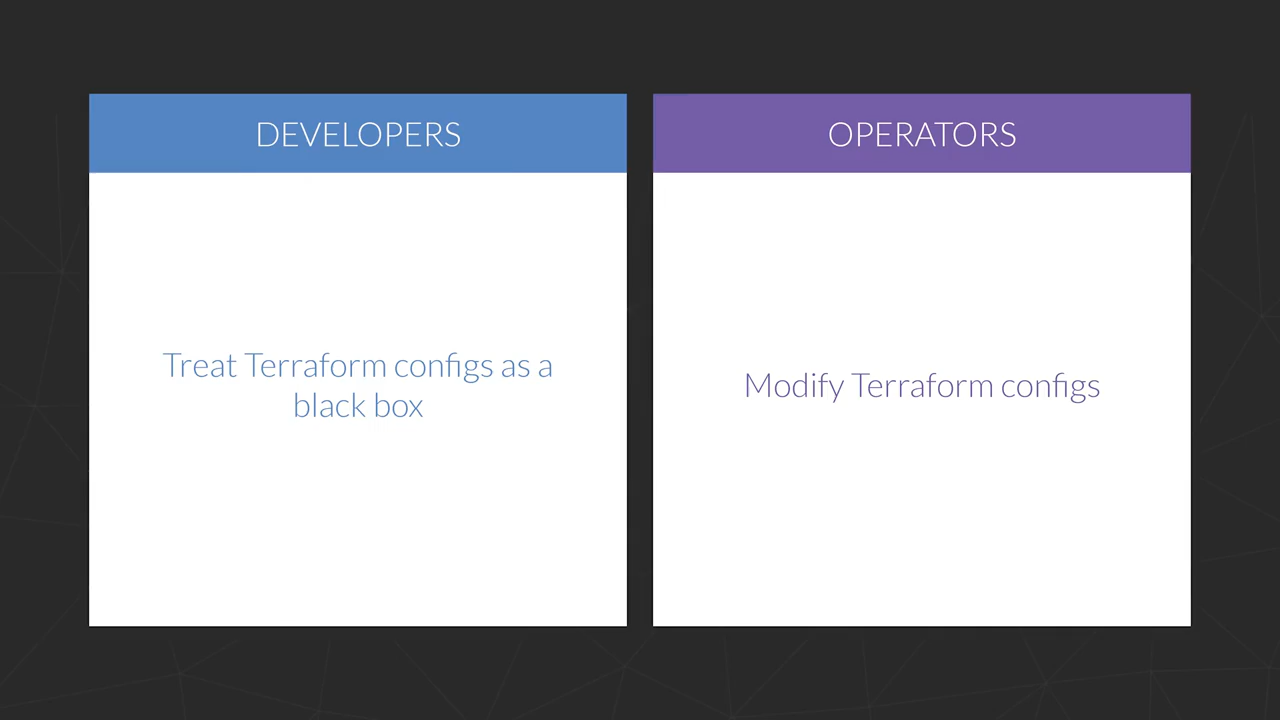 DEVELOPERS
Treat Terraform configs as a
black box
OPERATORS
Modify Terraform configs